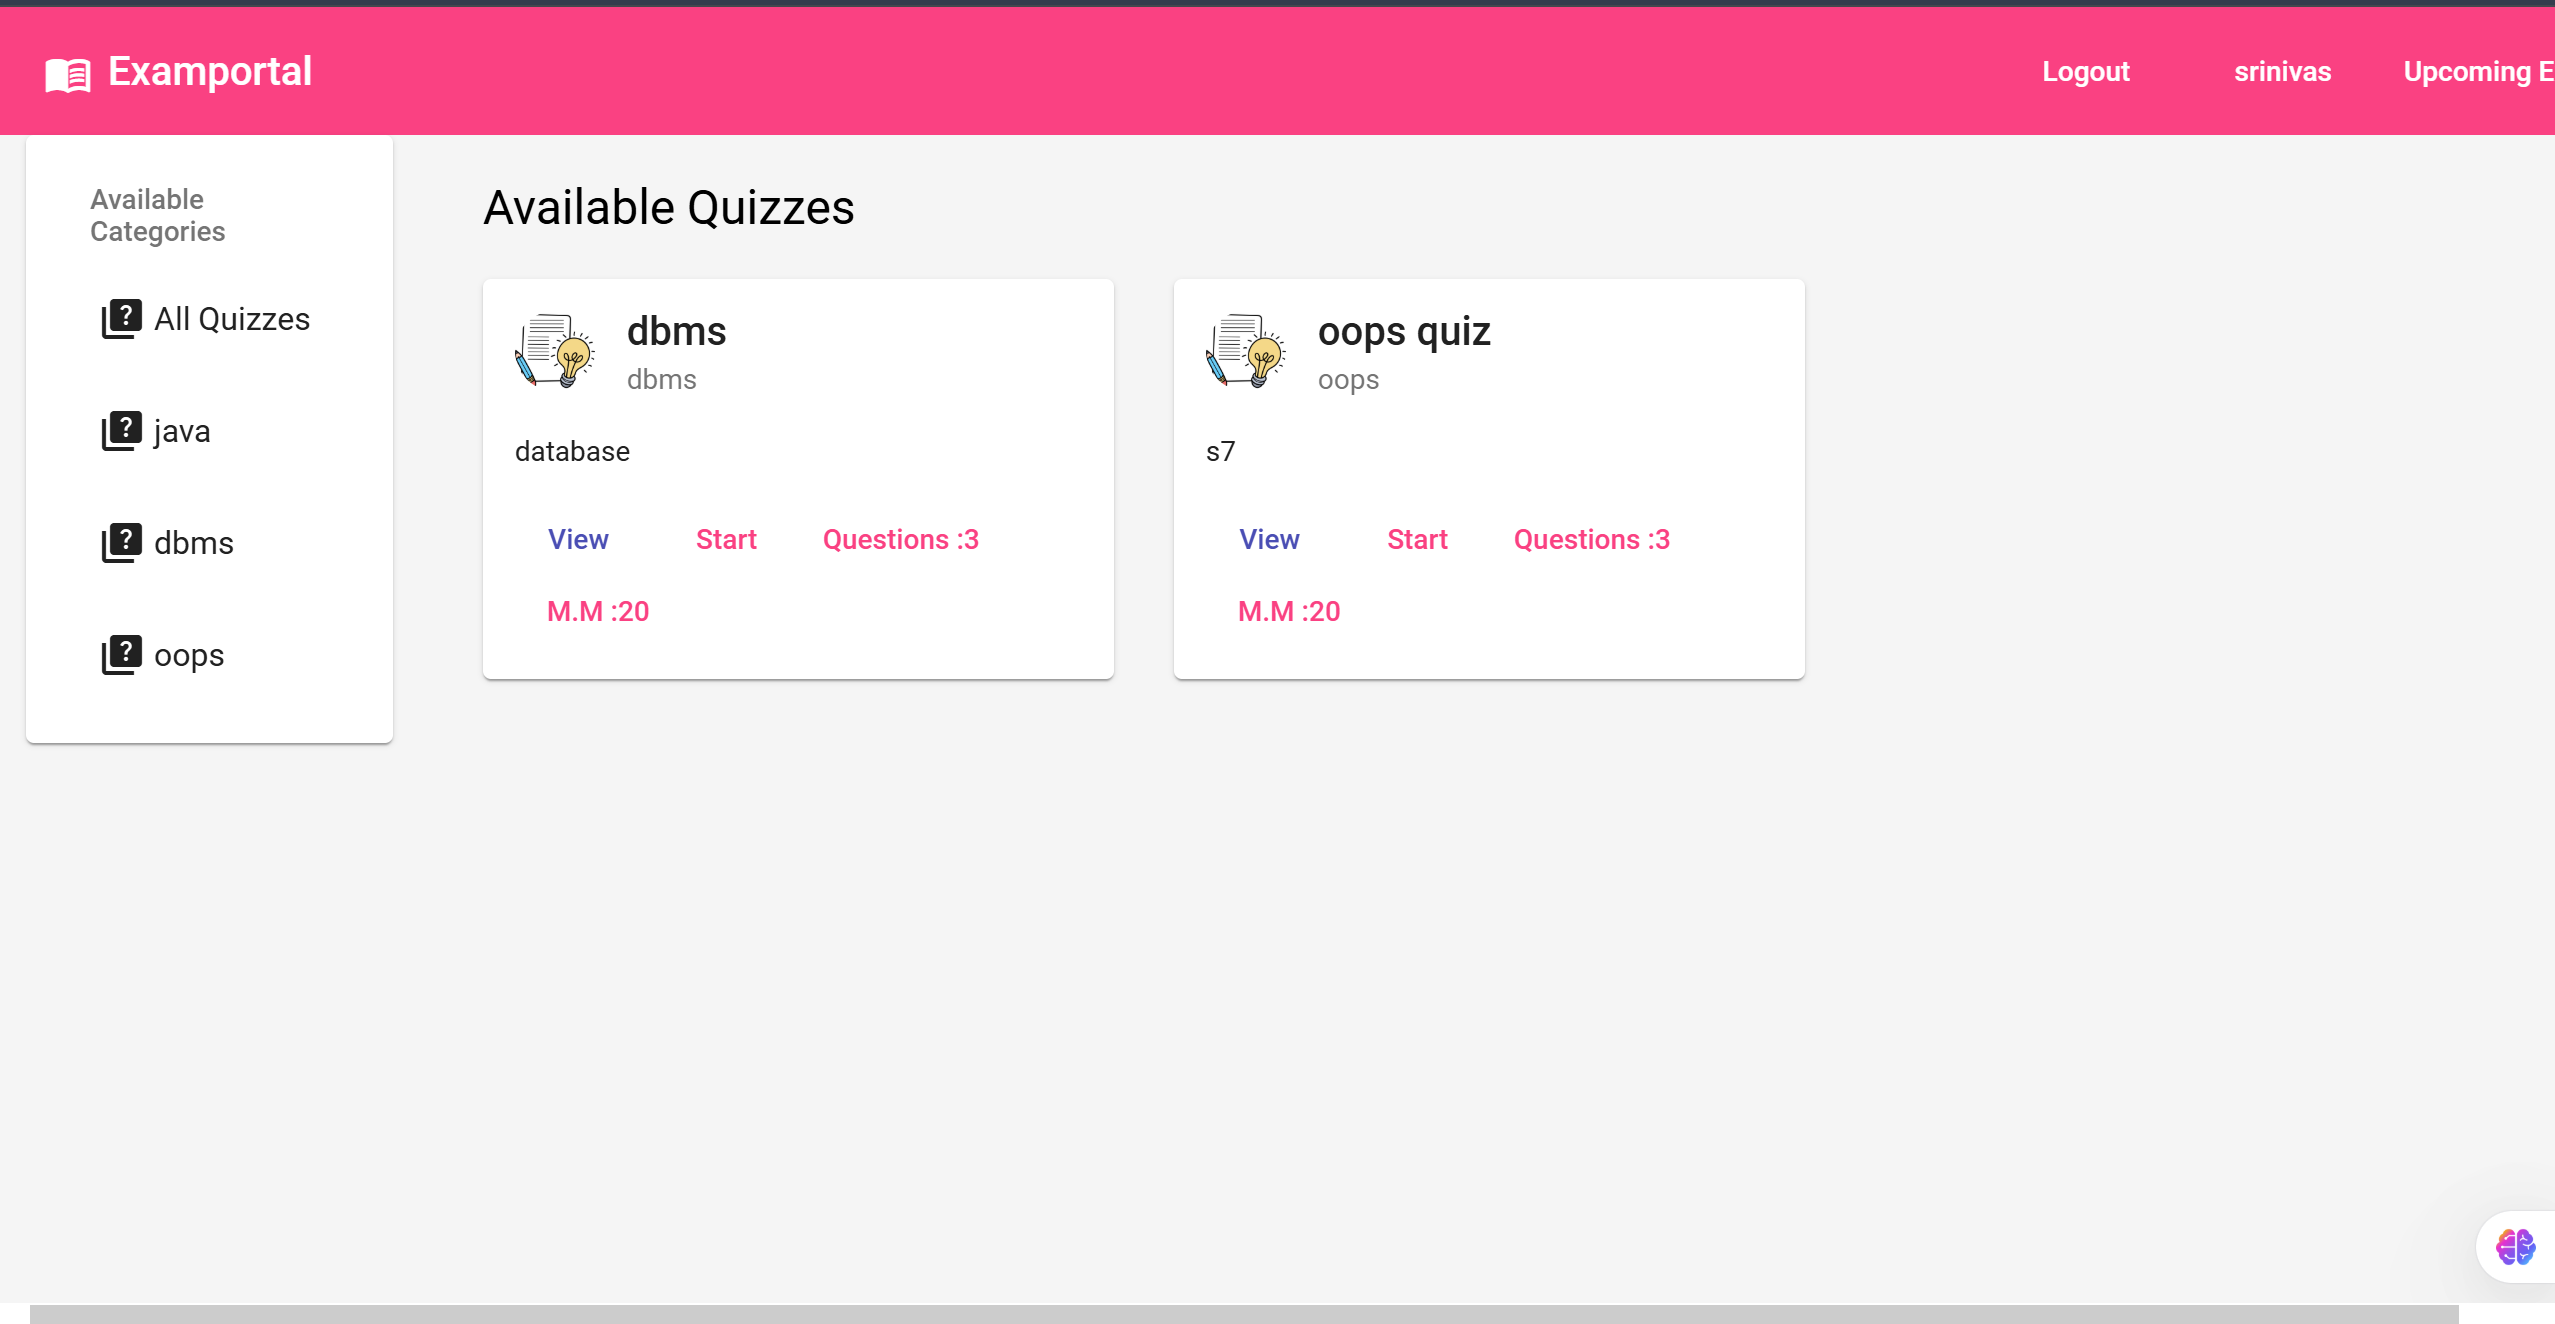 Examportal
Logout srinivas Upcoming E
Available
Categories
All Quizzes
java
dbms
oops
Available Quizzes
dbms
dbms
database
View Start Questions :3
M.M :20
oops quiz
oops
s7
View Start Questions :3
M.M :20